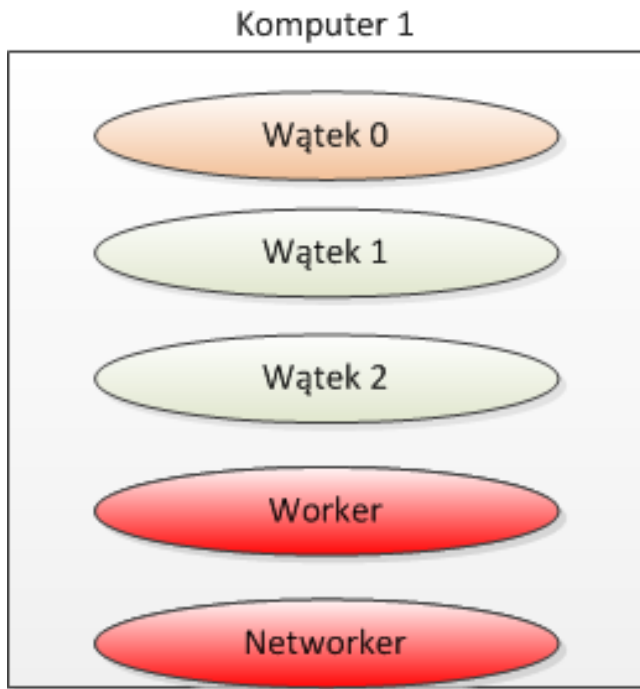 Komputer 1
Wątek 0
Wątek 1
Wątek 2
Worker
Networker